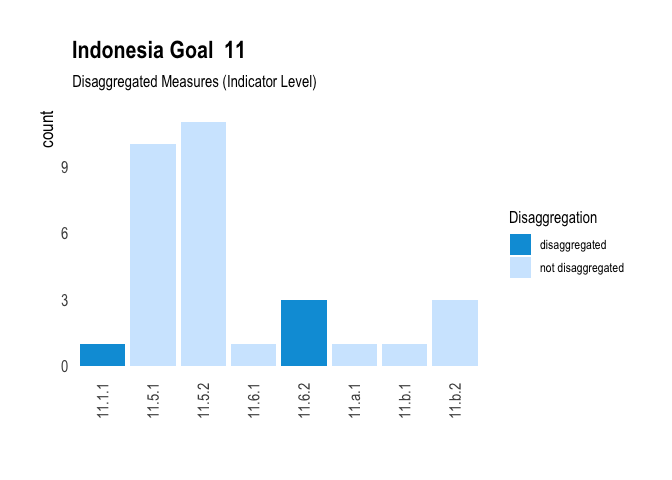 Indonesia Goal  11
Disaggregated Measures (Indicator Level)
count
9
6
3
0
11.1.1
11.5.1
11.5.2
11.6.1
11.6.2
11.a.1
11.b.1
11.b.2
Disaggregation
disaggregated
not disaggregated